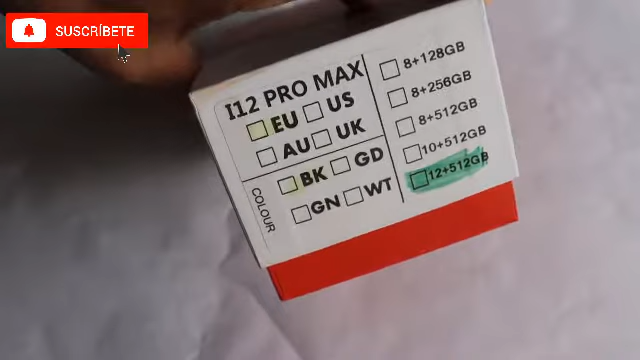 SUSCRÍBETE
I12 PRO MAX
EU US
AU UK
COLOUR
BK GD
GN WT
8+128GB
8+256GB
8+512GB
10+512GB
12+512GB